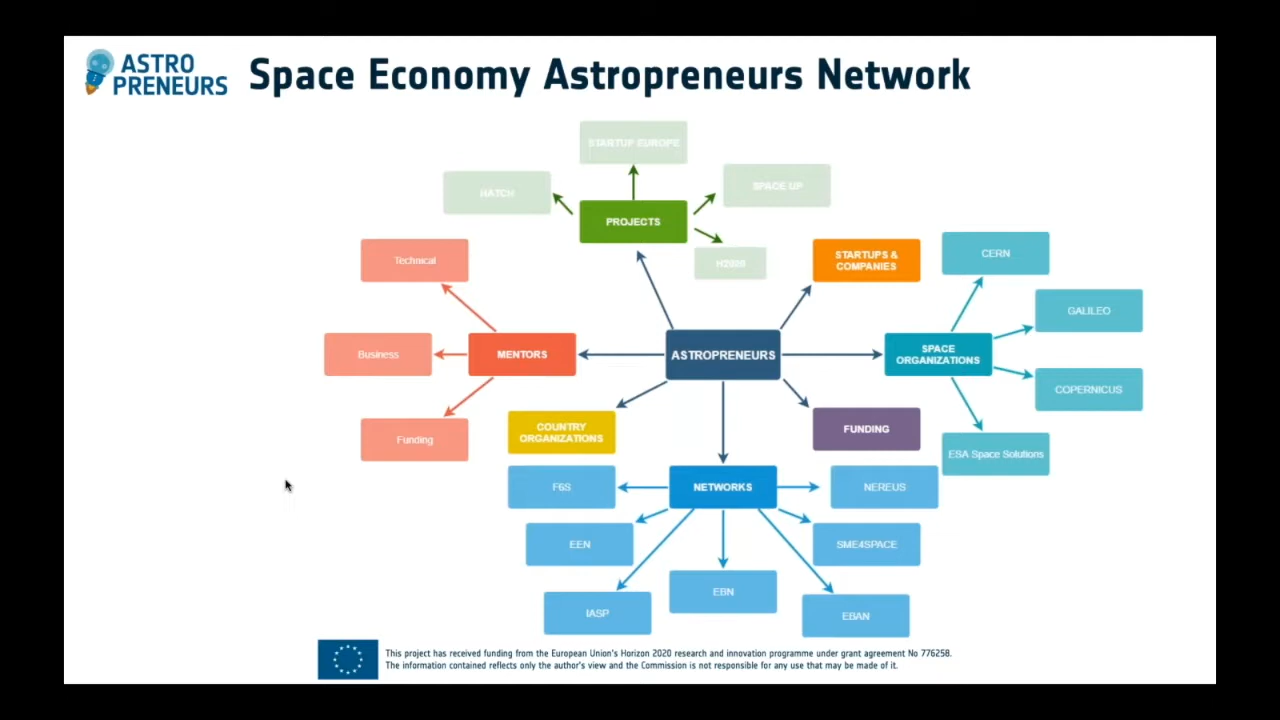 ASTRO
PRENEURS
Space Economy Astropreneurs Network
STARTUP EUROPE
HATCH
SPACE UP
PROJECTS
H2020
Technical
STARTUPS &
COMPANIES
CERN
GALILEO
Business
MENTORS
ASTROPRENEURS
SPACE
ORGANIZATIONS
COPERNICUS
Funding
COUNTRY
ORGANIZATIONS
FUNDING
ESA Space Solutions
F6S
NETWORKS
NEREUS
EEN
SME4SPACE
IASP
EBN
EBAN
This project has received funding from the European Union's Horizon 2020 research and innovation programme under grant agreement No 776258.
The information contained reflects only the author's view and the Commission is not responsible for any use that may be made of it.